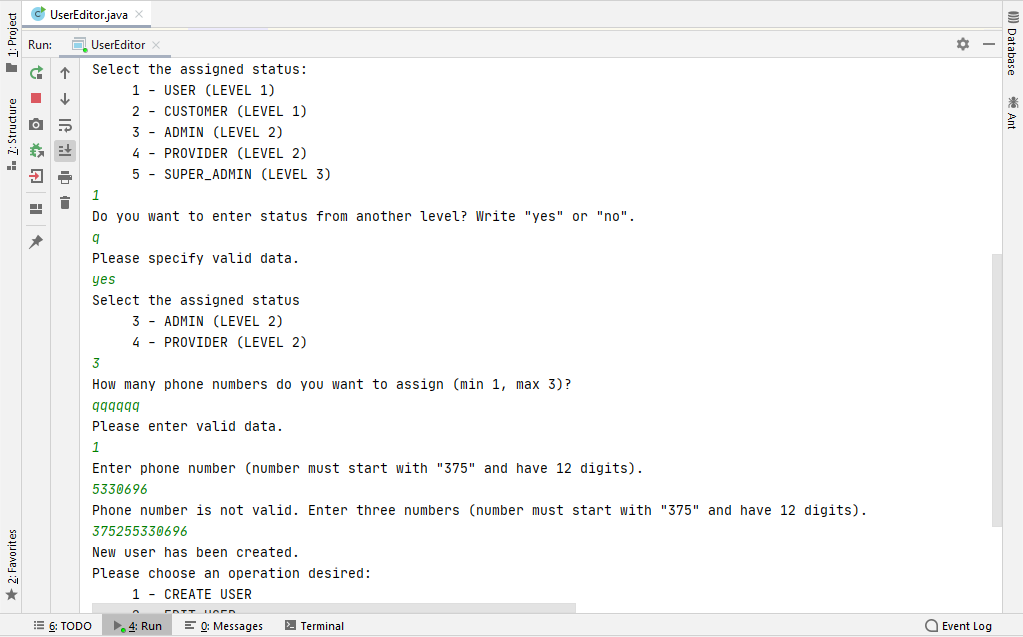 UserEditor.java
Run: UserEditor
Select the assigned status:
1 - USER (LEVEL 1)
2 - CUSTOMER (LEVEL 1)
3 - ADMIN (LEVEL 2)
4 - PROVIDER (LEVEL 2)
5 - SUPER_ADMIN (LEVEL 3)
1
Do you want to enter status from another level? Write "yes" or "no".
q
Please specify valid data.
yes
Select the assigned status
3 - ADMIN (LEVEL 2)
4 - PROVIDER (LEVEL 2)
3
How many phone numbers do you want to assign (min 1, max 3)?
qqqqqq
Please enter valid data.
1
Enter phone number (number must start with "375" and have 12 digits).
5330696
Phone number is not valid. Enter three numbers (number must start with "375" and have 12 digits).
375255330696
New user has been created.
Please choose an operation desired:
1 - CREATE USER
2 - EDIT USER
1: Project
7: Structure
2: Favorites
Database
Ant
6: TODO
4: Run
0: Messages
Terminal
Event Log